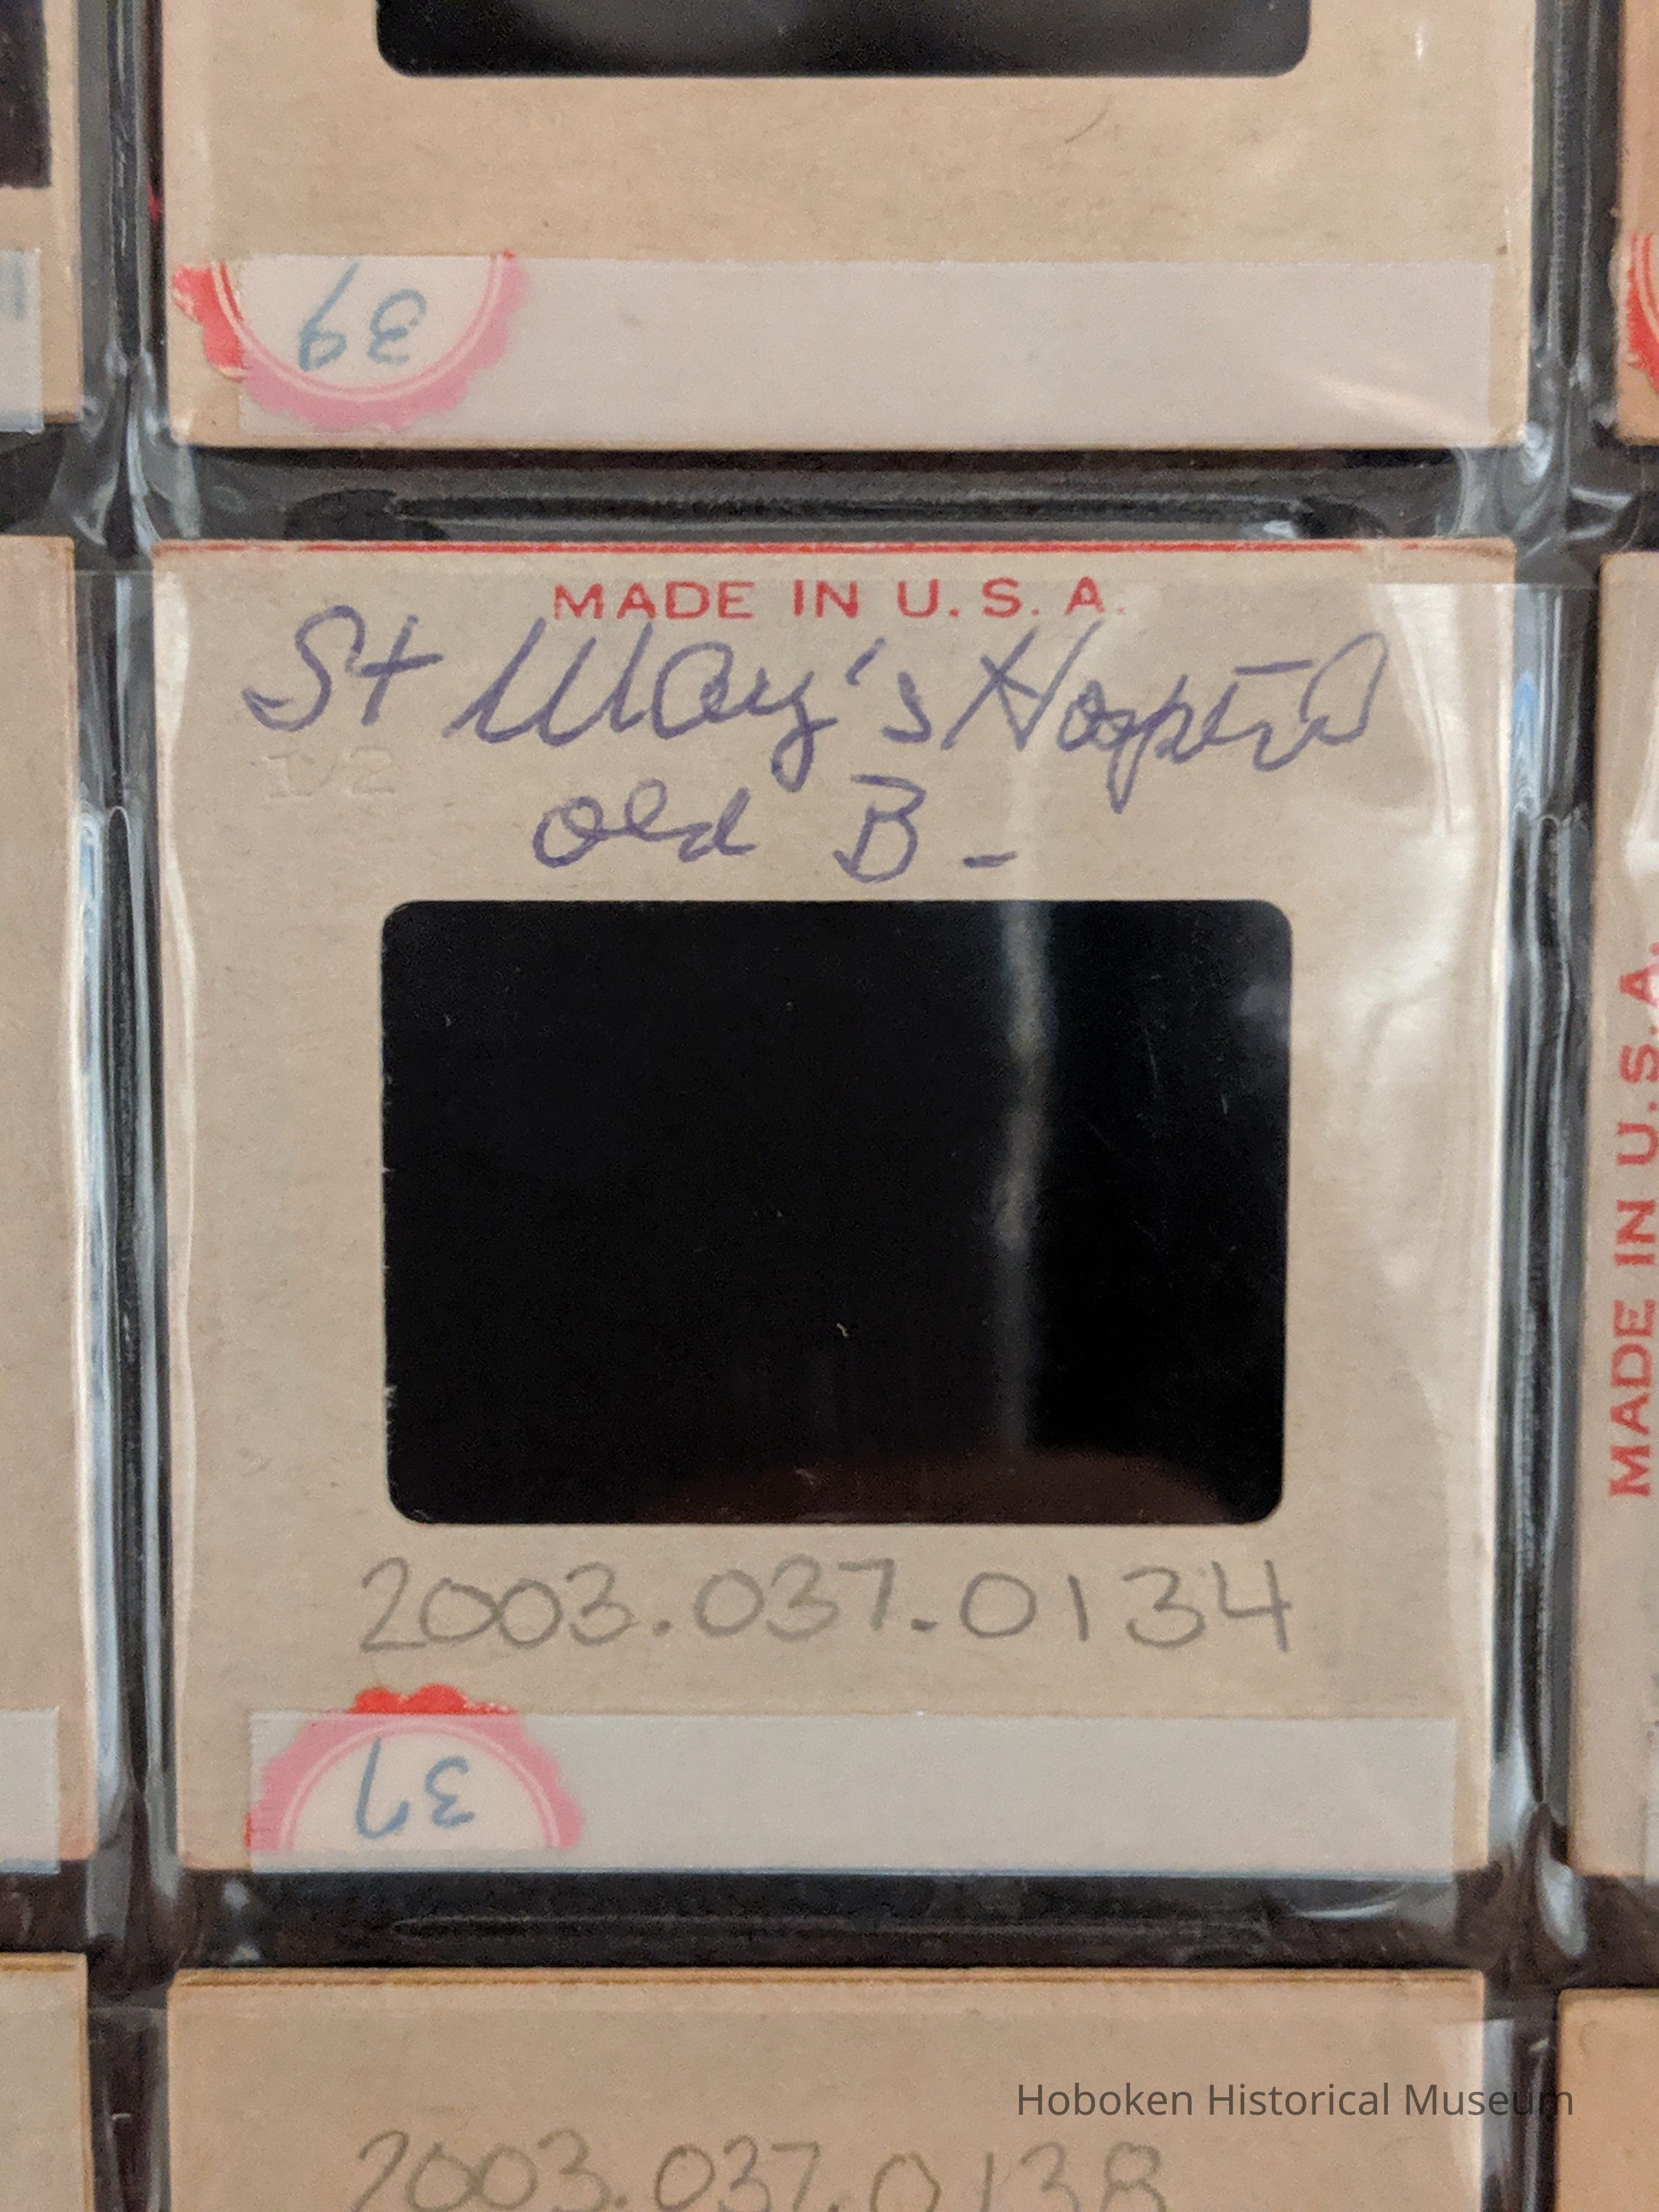 39
MADE IN U.S.A.
St Mary's Hospital
1/2
old B-
2003.037.0134
37
MADE IN U.S.A.
Hoboken Historical Museum
2003.037.0138